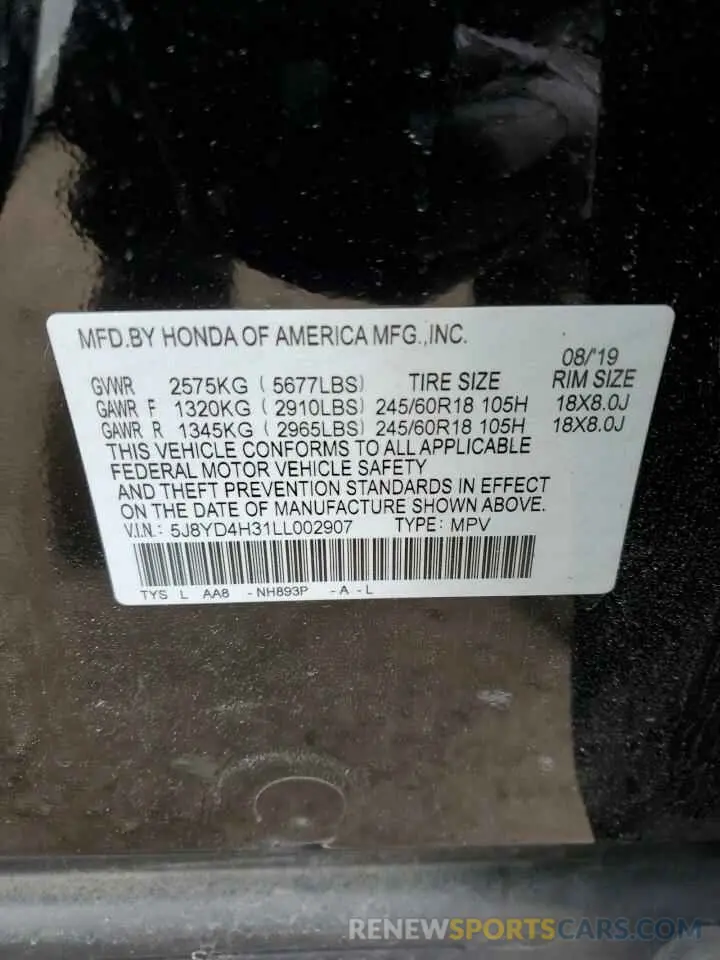 MFD.BY HONDA OF AMERICA MFG.,INC.
08/'19
GVWR 2575KG ( 5677LBS) TIRE SIZE RIM SIZE
GAWR F 1320KG ( 2910LBS) 245/60R18 105H 18X8.0J
GAWR R 1345KG ( 2965LBS) 245/60R18 105H 18X8.0J
THIS VEHICLE CONFORMS TO ALL APPLICABLE
FEDERAL MOTOR VEHICLE SAFETY
AND THEFT PREVENTION STANDARDS IN EFFECT
ON THE DATE OF MANUFACTURE SHOWN ABOVE.
V.I.N.: 5J8YD4H31LL002907 TYPE: MPV
TYS L AA8 - NH893P - A - L
RENEWSPORTSCARS.COM